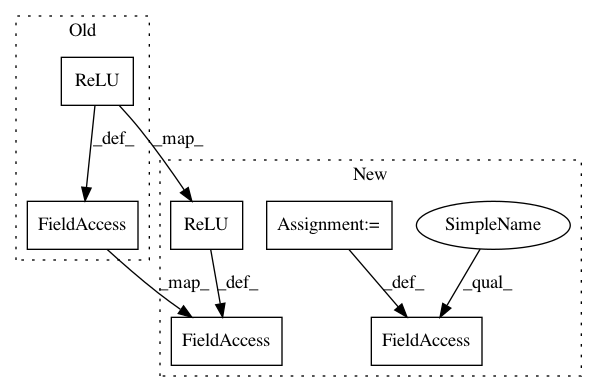 Old
ReLU
_def_
_map_
New
FieldAccess
ReLU
Assignment:=
SimpleName
_map_
_def_
_def_
_qual_
FieldAccess
FieldAccess